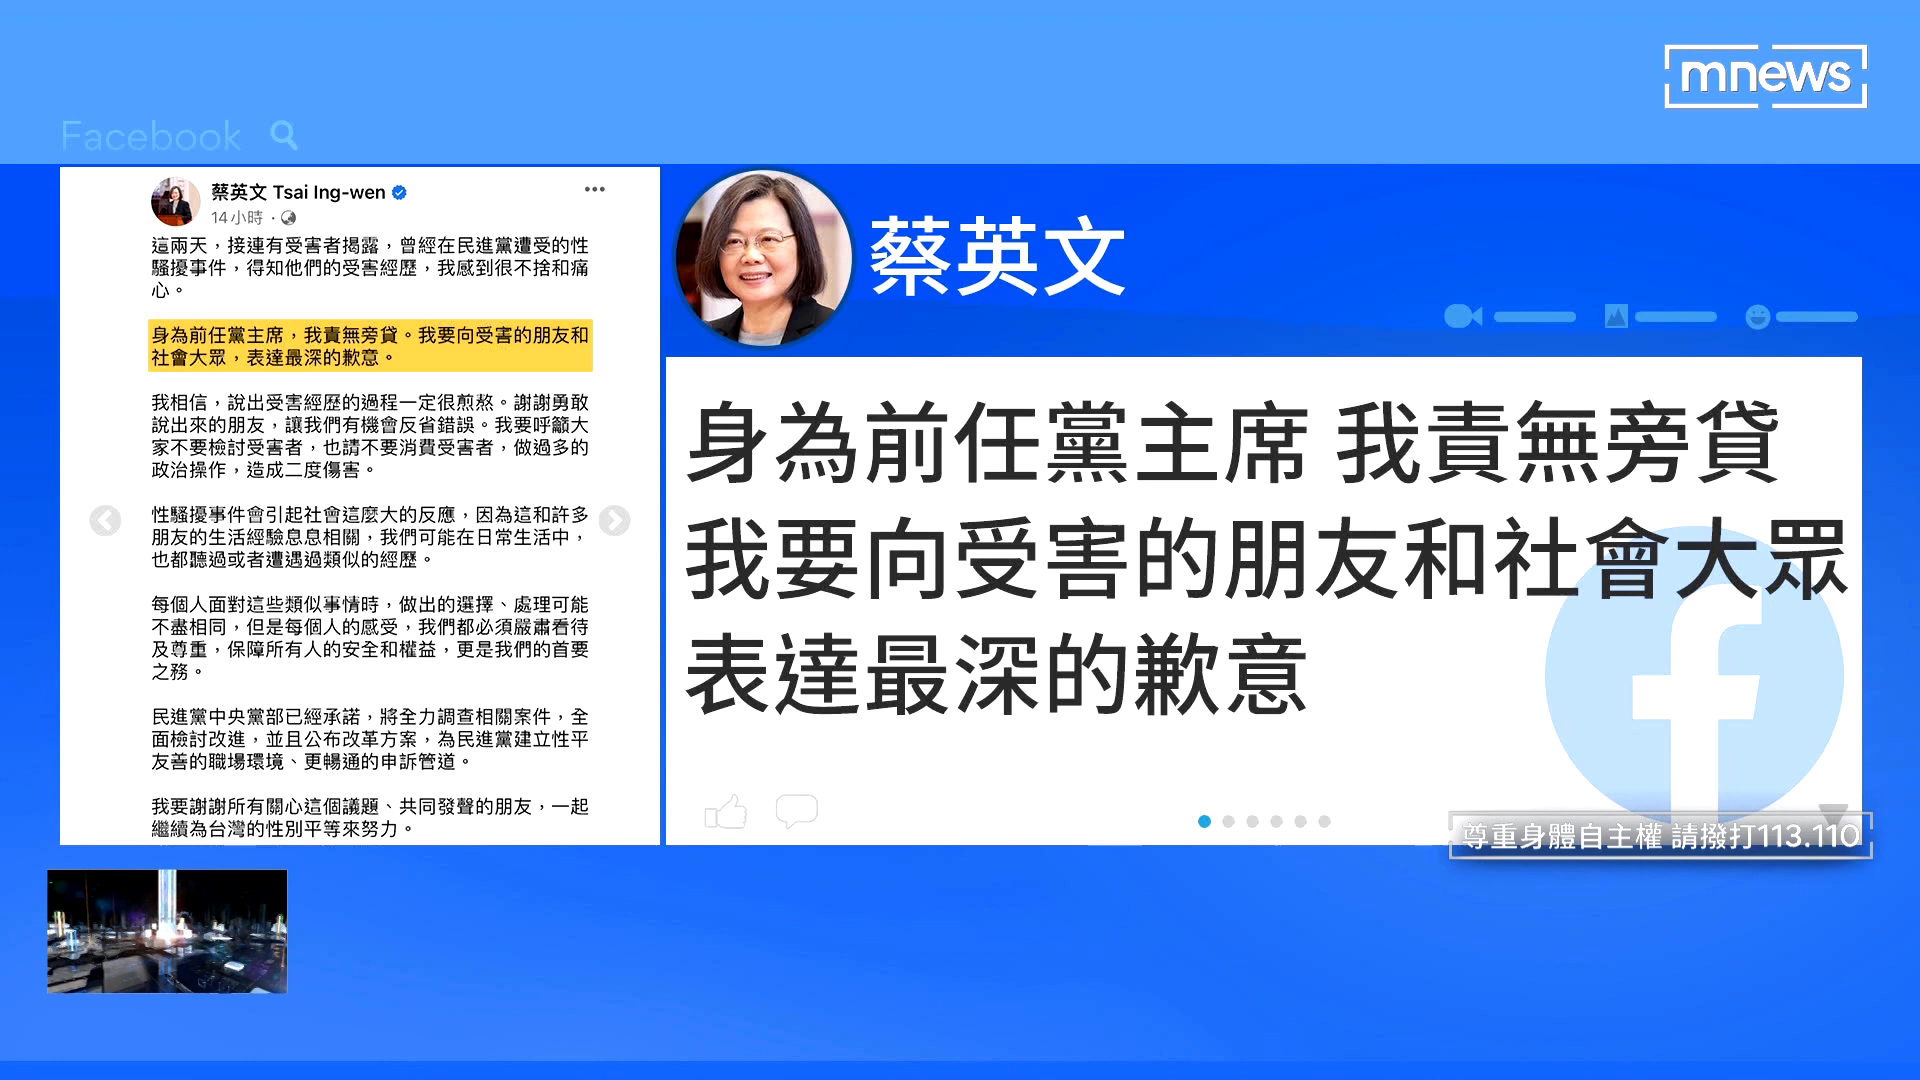 mnews
Facebook
蔡英文 Tsai Ing-wen
14小時
這兩天，接連有受害者揭露，曾經在民進黨遭受的性
騷擾事件，得知他們的受害經歷，我感到很不捨和痛
心。
身為前任黨主席，我責無旁貸。我要向受害的朋友和
社會大眾，表達最深的歉意。
我相信，說出受害經歷的過程一定很煎熬。謝謝勇敢
說出來的朋友，讓我們有機會反省錯誤。我要呼籲大
家不要檢討受害者，也請不要消費受害者，做過多的
政治操作，造成二度傷害。
性騷擾事件會引起社會這麼大的反應，因為這和許多
朋友的生活經驗息息相關，我們可能在日常生活中，
也都聽過或者遭遇過類似的經歷。
每個人面對這些類似事情時，做出的選擇、處理可能
不盡相同，但是每個人的感受，我們都必須嚴肅看待
及尊重，保障所有人的安全和權益，更是我們的首要
之務。
民進黨中央黨部已經承諾，將全力調查相關案件，全
面檢討改進，並且公布改革方案，為民進黨建立性平
友善的職場環境、更暢通的申訴管道。
我要謝謝所有關心這個議題、共同發聲的朋友，一起
繼續為台灣的性別平等來努力。
蔡英文
身為前任黨主席 我責無旁貸
我要向受害的朋友和社會大眾
表達最深的歉意
尊重身體自主權 請撥打113.110